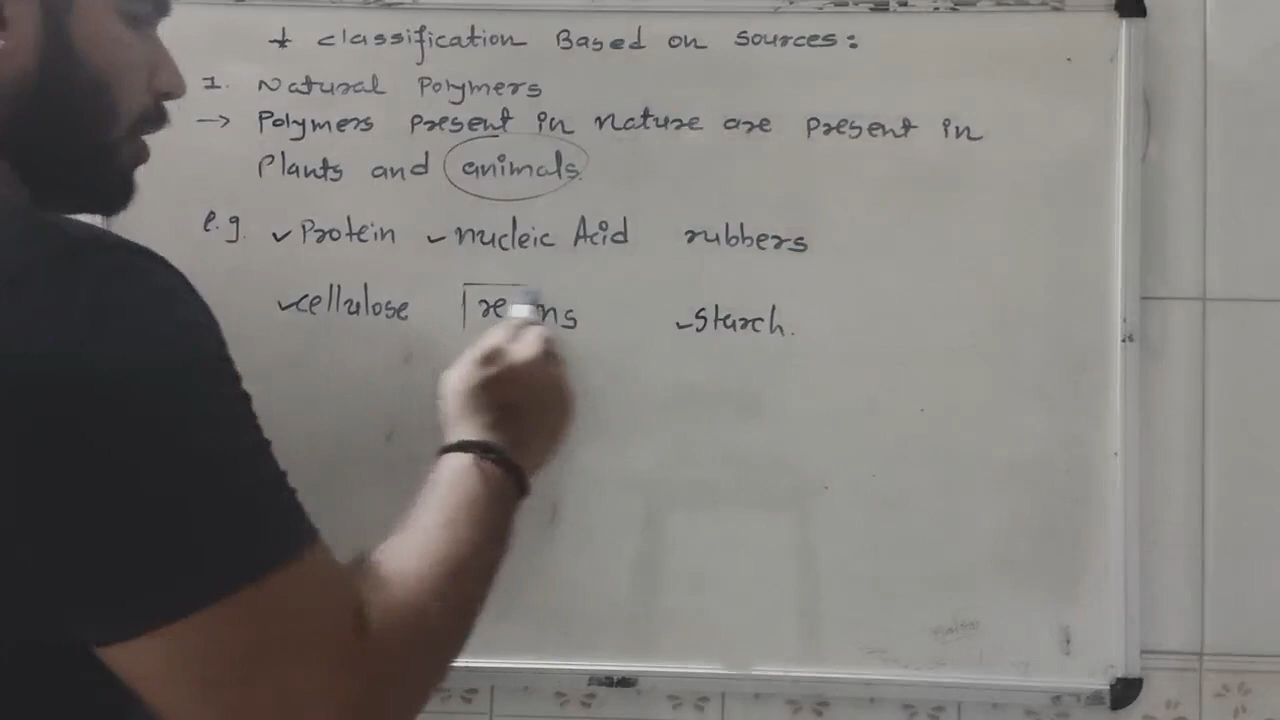 * classification Based on sources:
1. Natural Polymers
→ Polymers present in nature are present in
Plants and animals.
e.g. ✓ Protein ✓ nucleic Acid rubbers
✓ cellulose ✓ starch.